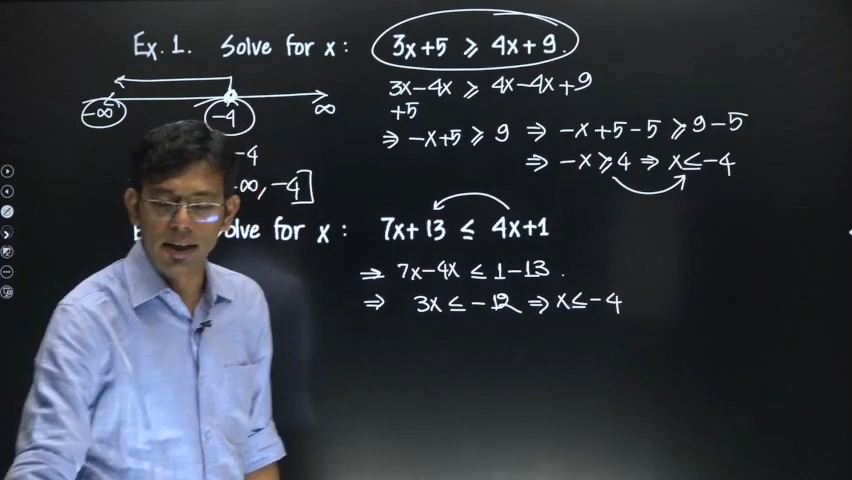 Ex. 1. Solve for x : 3x+5 ⩾ 4x+9.
3x-4x ⩾ 4x-4x+9
+5
-∞ -4 ∞
⇒ -x+5 ⩾ 9 ⇒ -x+5-5 ⩾ 9-5
-4 ⇒ -x ⩾ 4 ⇒ x ≤ -4
∞, -4]
for x : 7x+13 ≤ 4x+1
⇒ 7x-4x ≤ 1-13.
⇒ 3x ≤ -12 ⇒ x ≤ -4